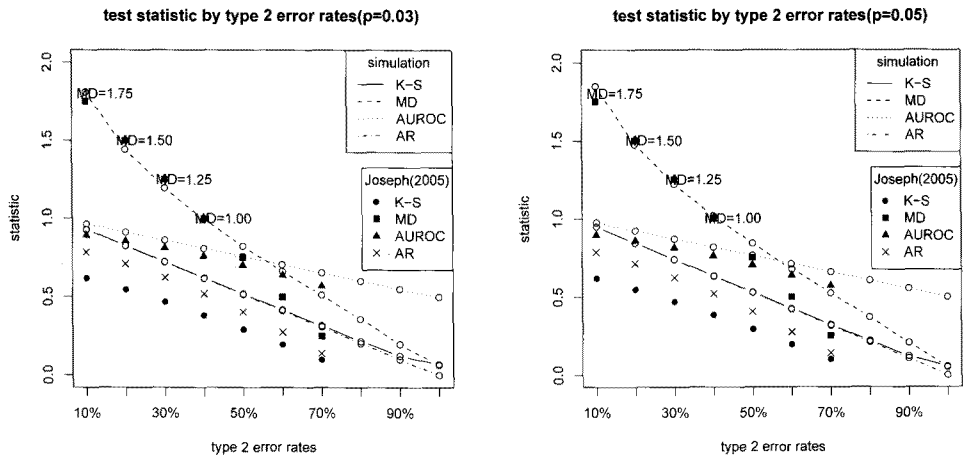 test statistic by type 2 error rates(p=0.03)
2.0
1.5
1.0
0.5
0.0
statistic
MD=1.75
MD=1.50
MD=1.25
MD=1.00
simulation
K-S
MD
AUROC
AR
Joseph(2005)
K-S
MD
AUROC
AR
10%
30%
50%
70%
90%
type 2 error rates
test statistic by type 2 error rates(p=0.05)
2.0
1.5
1.0
0.5
0.0
statistic
MD=1.75
MD=1.50
MD=1.25
MD=1.00
simulation
K-S
MD
AUROC
AR
Joseph(2005)
K-S
MD
AUROC
AR
10%
30%
50%
70%
90%
type 2 error rates